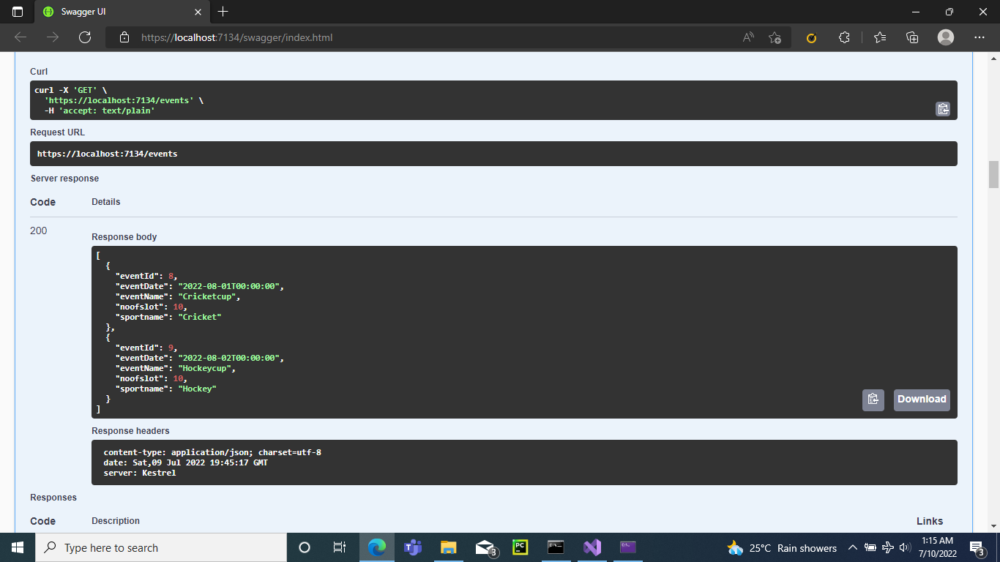 Swagger UI
https://localhost:7134/swagger/index.html
Curl
curl -X 'GET' \
  'https://localhost:7134/events' \
  -H 'accept: text/plain'
Request URL
https://localhost:7134/events
Server response
Code Details
200
Response body
[
  {
    "eventId": 8,
    "eventDate": "2022-08-01T00:00:00",
    "eventName": "Cricketcup",
    "noofslot": 10,
    "sportname": "Cricket"
  },
  {
    "eventId": 9,
    "eventDate": "2022-08-02T00:00:00",
    "eventName": "Hockeycup",
    "noofslot": 10,
    "sportname": "Hockey"
  }
]
Download
Response headers
content-type: application/json; charset=utf-8
date: Sat,09 Jul 2022 19:45:17 GMT
server: Kestrel
Responses
Code Description Links
Type here to search
3
PC
25°C Rain showers
1:15 AM
7/10/2022
3